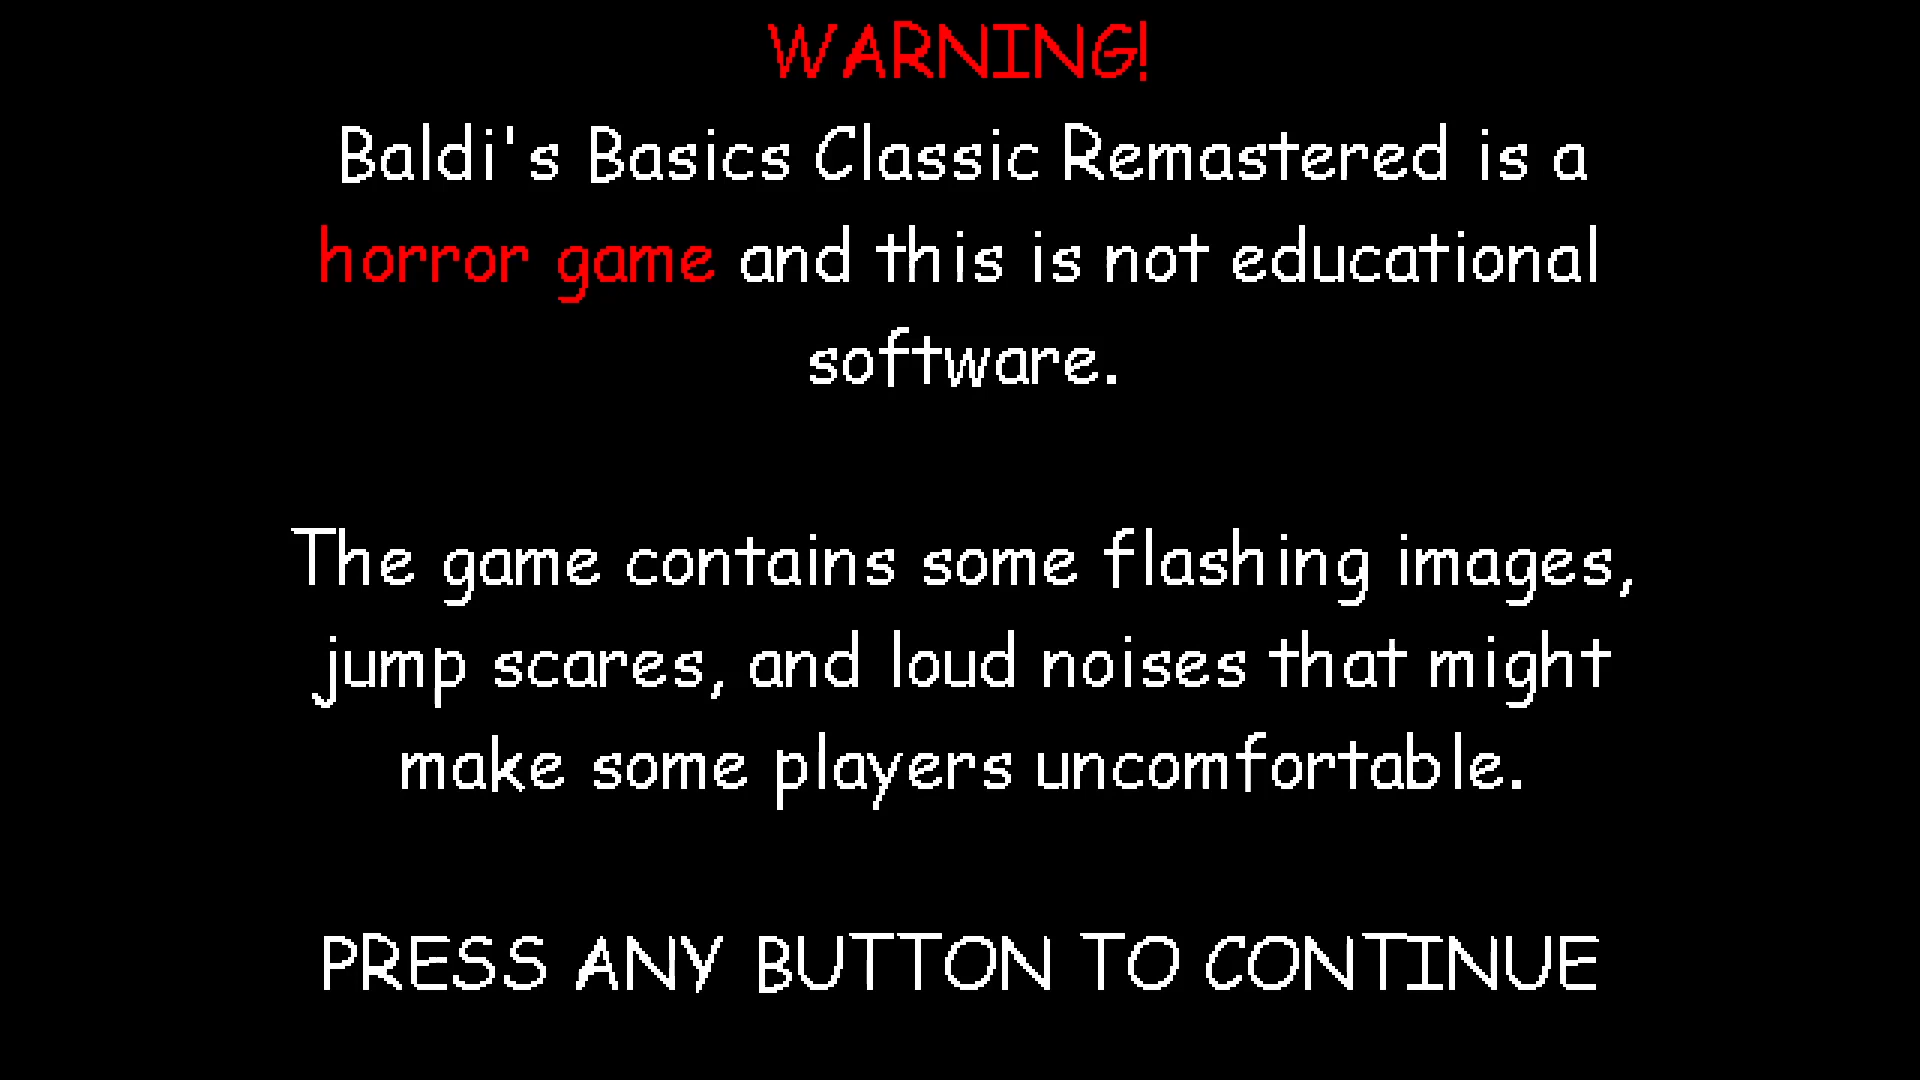 WARNING!
Baldi's Basics Classic Remastered is a
horror game and this is not educational
software.
The game contains some flashing images,
jump scares, and loud noises that might
make some players uncomfortable.
PRESS ANY BUTTON TO CONTINUE